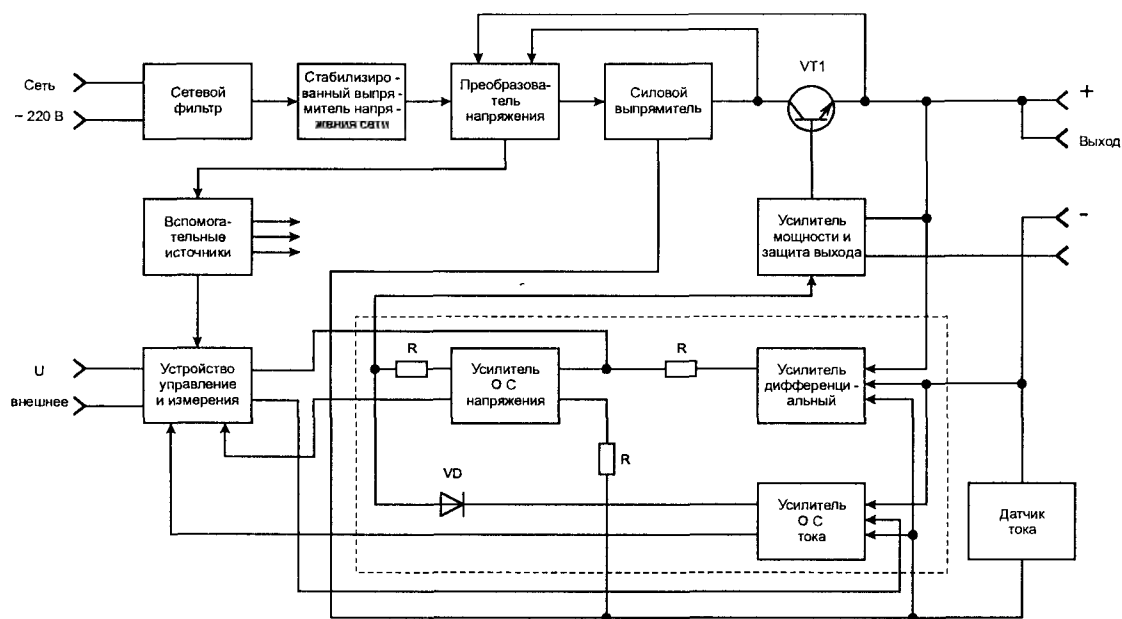 Сеть
~ 220 В
Сетевой
фильтр
Стабилизиро -
ванный выпря -
митель напря -
жения сети
Преобразова-
тель
напряжения
Силовой
выпрямитель
VT1
+
Выход
-
Вспомога-
тельные
источники
Усилитель
мощности и
защита выхода
U
внешнее
Устройство
управление
и измерения
R
Усилитель
О С
напряжения
R
Усилитель
дифференци -
альный
R
VD
Усилитель
О С
тока
Датчик
тока